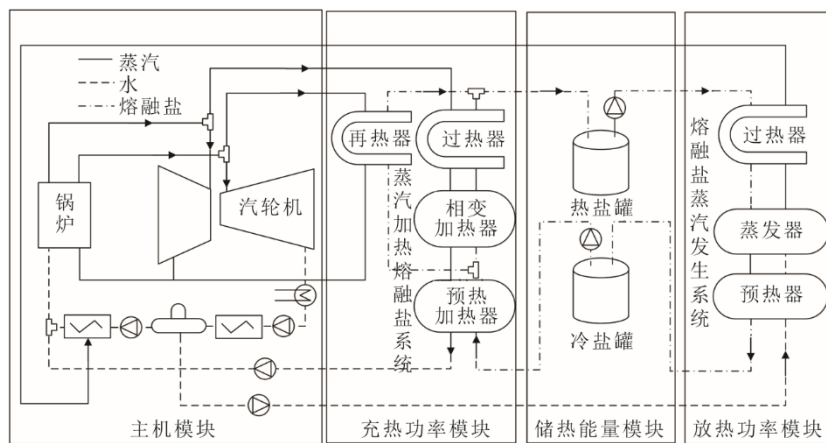 蒸汽
水
熔融盐
锅炉
汽轮机
再热器
过热器
相变
加热器
预热
加热器
蒸汽加热熔融盐系统
热盐罐
冷盐罐
熔融盐蒸汽发生系统
过热器
蒸发器
预热器
主机模块
充热功率模块
储热能量模块
放热功率模块